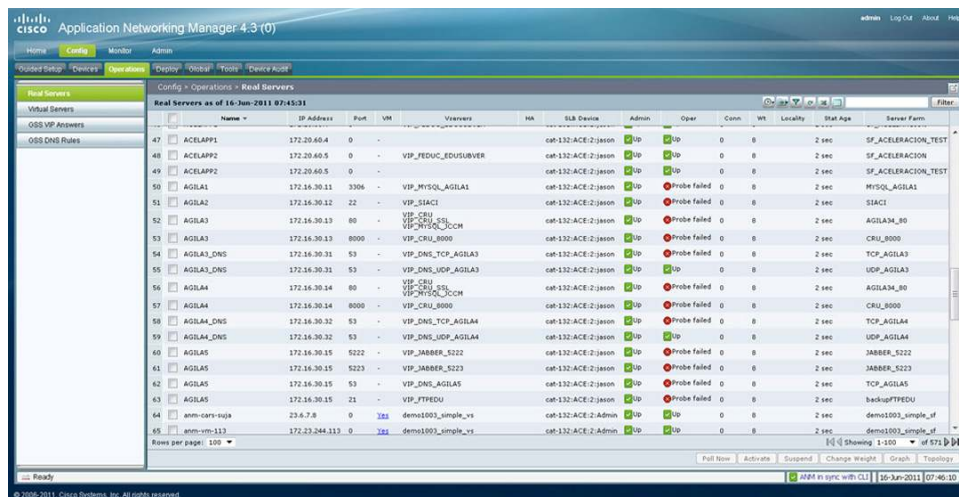 cisco Application Networking Manager 4.3 (0)
admin Log Out About Help
Home Config Monitor Admin
Guided Setup Devices Operations Deploy Global Tools Device Audit
Real Servers
Virtual Servers
GSS VIP Answers
GSS DNS Rules
Config > Operations > Real Servers
Real Servers as of 16-Jun-2011 07:45:31
Filter
Name IP Address Port VM Vservers HA SLB Device Admin Oper Conn Wt Locality Stat Age Server Farm
47 ACELAPP1 172.20.60.4 0 - cat-132:ACE:2:jason Up Up 0 8 2 sec SF_ACELERACION_TEST
48 ACELAPP2 172.20.60.5 0 - VIP_FEDUC_EDUSUBVER cat-132:ACE:2:jason Up Up 0 8 2 sec SF_ACELERACION
49 ACELAPP2 172.20.60.5 0 - cat-132:ACE:2:jason Up Up 0 8 2 sec SF_ACELERACION_TEST
50 AGILA1 172.16.30.11 3306 - VIP_MYSQL_AGILA1 cat-132:ACE:2:jason Up Probe failed 0 8 2 sec MYSQL_AGILA1
51 AGILA2 172.16.30.12 22 - VIP_SIACI cat-132:ACE:2:jason Up Probe failed 0 8 2 sec SIACI
52 AGILA3 172.16.30.13 80 - VIP_CRU VIP_CRU_SSL VIP_MYSQL_JCCM cat-132:ACE:2:jason Up Probe failed 0 8 2 sec AGILA34_80
53 AGILA3 172.16.30.13 8000 - VIP_CRU_8000 cat-132:ACE:2:jason Up Probe failed 0 8 2 sec CRU_8000
54 AGILA3_DNS 172.16.30.31 53 - VIP_DNS_TCP_AGILA3 cat-132:ACE:2:jason Up Probe failed 0 8 2 sec TCP_AGILA3
55 AGILA3_DNS 172.16.30.31 53 - VIP_DNS_UDP_AGILA3 cat-132:ACE:2:jason Up Up 0 8 2 sec UDP_AGILA3
56 AGILA4 172.16.30.14 80 - VIP_CRU VIP_CRU_SSL VIP_MYSQL_JCCM cat-132:ACE:2:jason Up Probe failed 0 8 2 sec AGILA34_80
57 AGILA4 172.16.30.14 8000 - VIP_CRU_8000 cat-132:ACE:2:jason Up Probe failed 0 8 2 sec CRU_8000
58 AGILA4_DNS 172.16.30.32 53 - VIP_DNS_TCP_AGILA4 cat-132:ACE:2:jason Up Probe failed 0 8 2 sec TCP_AGILA4
59 AGILA4_DNS 172.16.30.32 53 - VIP_DNS_UDP_AGILA4 cat-132:ACE:2:jason Up Up 0 8 2 sec UDP_AGILA4
60 AGILA5 172.16.30.15 5222 - VIP_JABBER_5222 cat-132:ACE:2:jason Up Probe failed 0 8 2 sec JABBER_5222
61 AGILA5 172.16.30.15 5223 - VIP_JABBER_5223 cat-132:ACE:2:jason Up Probe failed 0 8 2 sec JABBER_5223
62 AGILA5 172.16.30.15 53 - VIP_DNS_AGILA5 cat-132:ACE:2:jason Up Probe failed 0 8 2 sec TCP_AGILA5
63 AGILA5 172.16.30.15 21 - VIP_FTPEDU cat-132:ACE:2:jason Up Probe failed 0 8 2 sec backupFTPEDU
64 anm-cars-suja 23.6.7.8 0 Yes demo1003_simple_vs cat-132:ACE:2:Admin Up Up 0 8 2 sec demo1003_simple_sf
65 anm-vm-113 172.23.244.113 0 Yes demo1003_simple_vs cat-132:ACE:2:Admin Up Up 0 8 2 sec demo1003_simple_sf
Rows per page: 100 Showing 1-100 of 571
Poll Now Activate Suspend Change Weight Graph Topology
Ready ANM in sync with CLI 16-Jun-2011 07:46:10
© 2006-2011 Cisco Systems, Inc. All rights reserved.